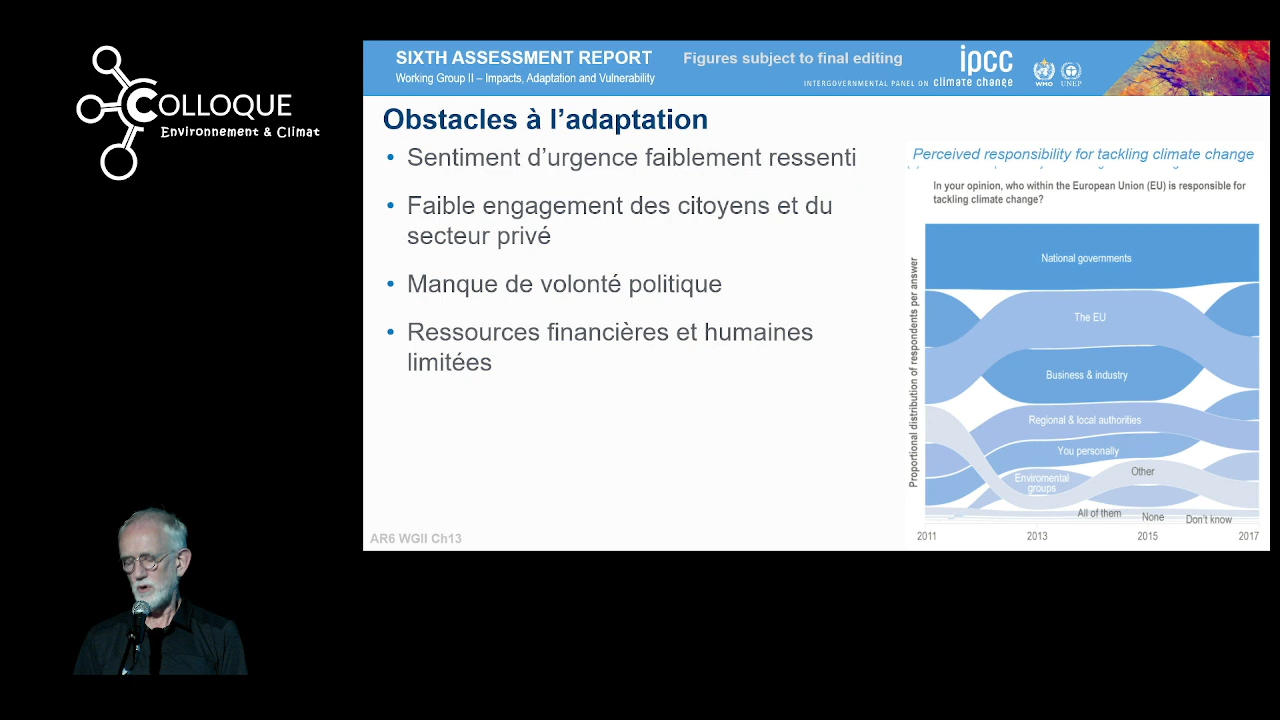 COLLOQUE
Environnement & Climat
SIXTH ASSESSMENT REPORT
Working Group II – Impacts, Adaptation and Vulnerability
Figures subject to final editing
ipcc
INTERGOVERNMENTAL PANEL ON climate change
WMO
UNEP
Obstacles à l’adaptation
• Sentiment d’urgence faiblement ressenti
• Faible engagement des citoyens et du
secteur privé
• Manque de volonté politique
• Ressources financières et humaines
limitées
AR6 WGII Ch13
Perceived responsibility for tackling climate change
In your opinion, who within the European Union (EU) is responsible for
tackling climate change?
Proportional distribution of respondents per answer
National governments
The EU
Business & industry
Regional & local authorities
You personally
Other
Enviromental
groups
All of them
None
Don't know
2011
2013
2015
2017